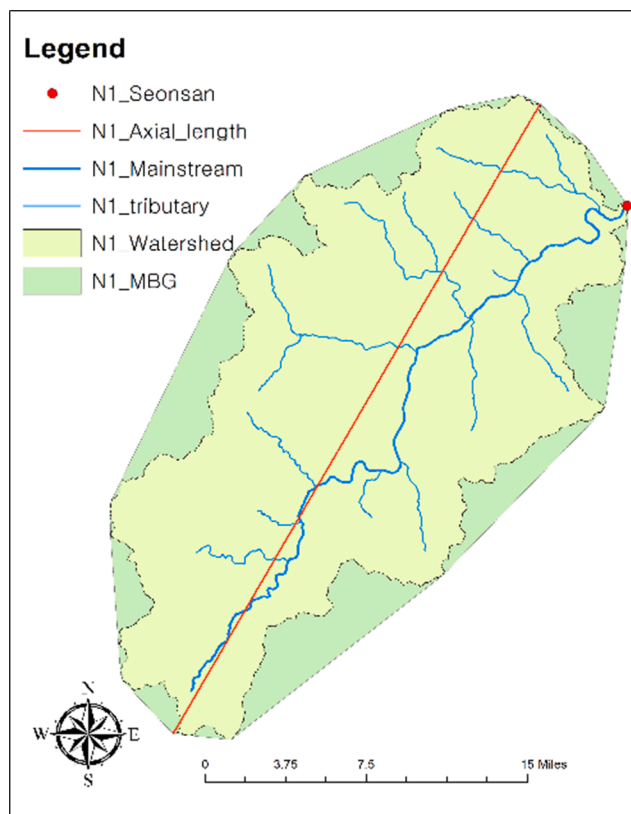 Legend
N1_Seonsan
N1_Axial_length
N1_Mainstream
N1_tributary
N1_Watershed
N1_MBG
N
W E
S
0 3.75 7.5 15 Miles